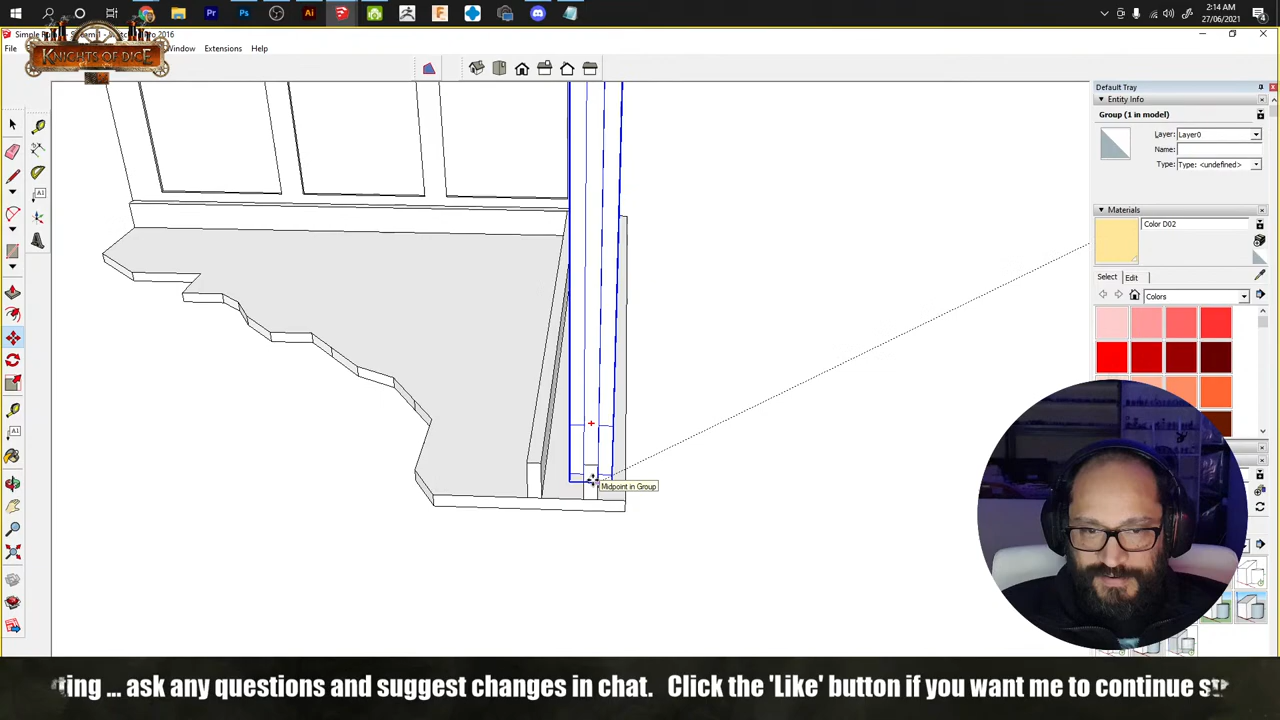 2:14 AM
27/06/2021
KNIGHTS OF DICE
File
Window
Extensions
Help
Default Tray
Entity Info
Group (1 in model)
Layer:
Layer0
Name:
Type:
Type: <undefined>
Materials
Color D02
Select
Edit
Colors
Midpoint in Group
ting ... ask any questions and suggest changes in chat. Click the 'Like' button if you want me to continue